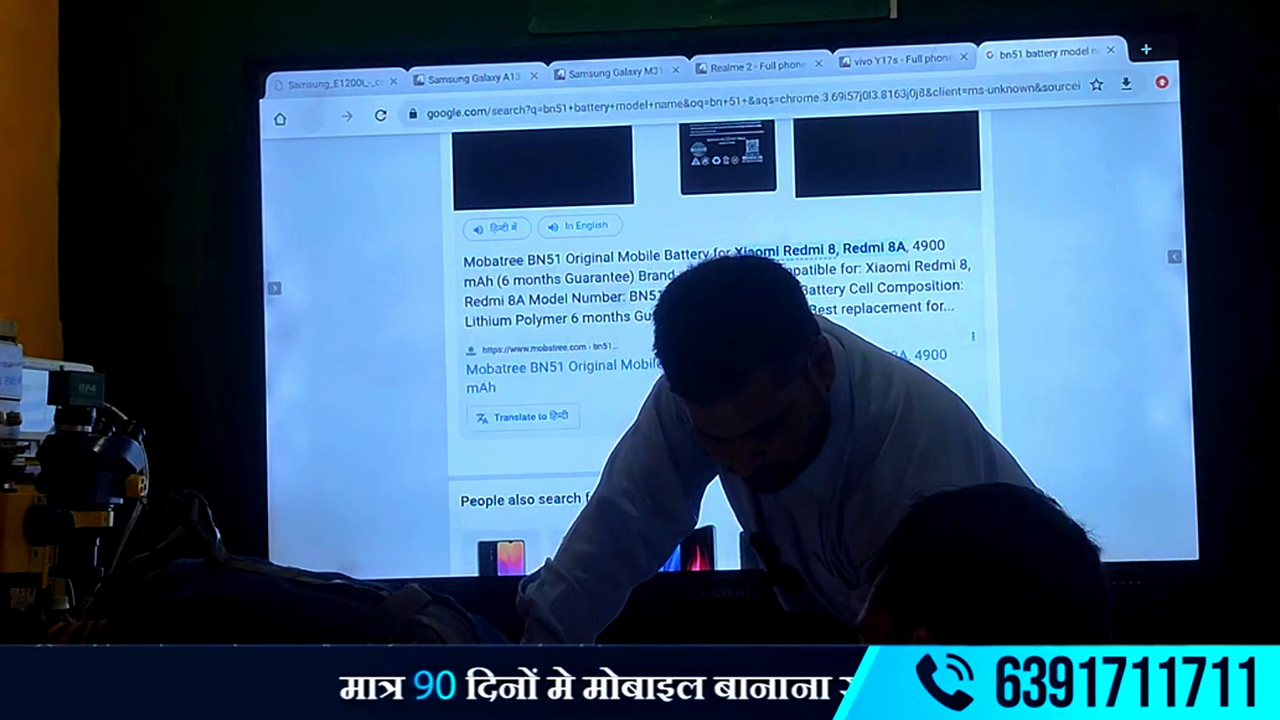 Samsung_E1200i_-_ce
Samsung Galaxy A13
Samsung Galaxy M31
Realme 2 - Full phone
vivo Y17s - Full phone
bn51 battery model n
google.com/search?q=bn51+battery+model+name&oq=bn+51+&aqs=chrome.3.69i57j0l3.8163j0j8&client=ms-unknown&sourcei
हिन्दी में
In English
Mobatree BN51 Original Mobile Battery for Xiaomi Redmi 8, Redmi 8A, 4900
mAh (6 months Guarantee) Brand patible for: Xiaomi Redmi 8,
Redmi 8A Model Number: BN51 Battery Cell Composition:
Lithium Polymer 6 months Gu Best replacement for...
https://www.mobatree.com › bn51...
Mobatree BN51 Original Mobile 8A, 4900
mAh
Translate to हिन्दी
People also search f
मात्र 90 दिनों मे मोबाइल बानाना
6391711711